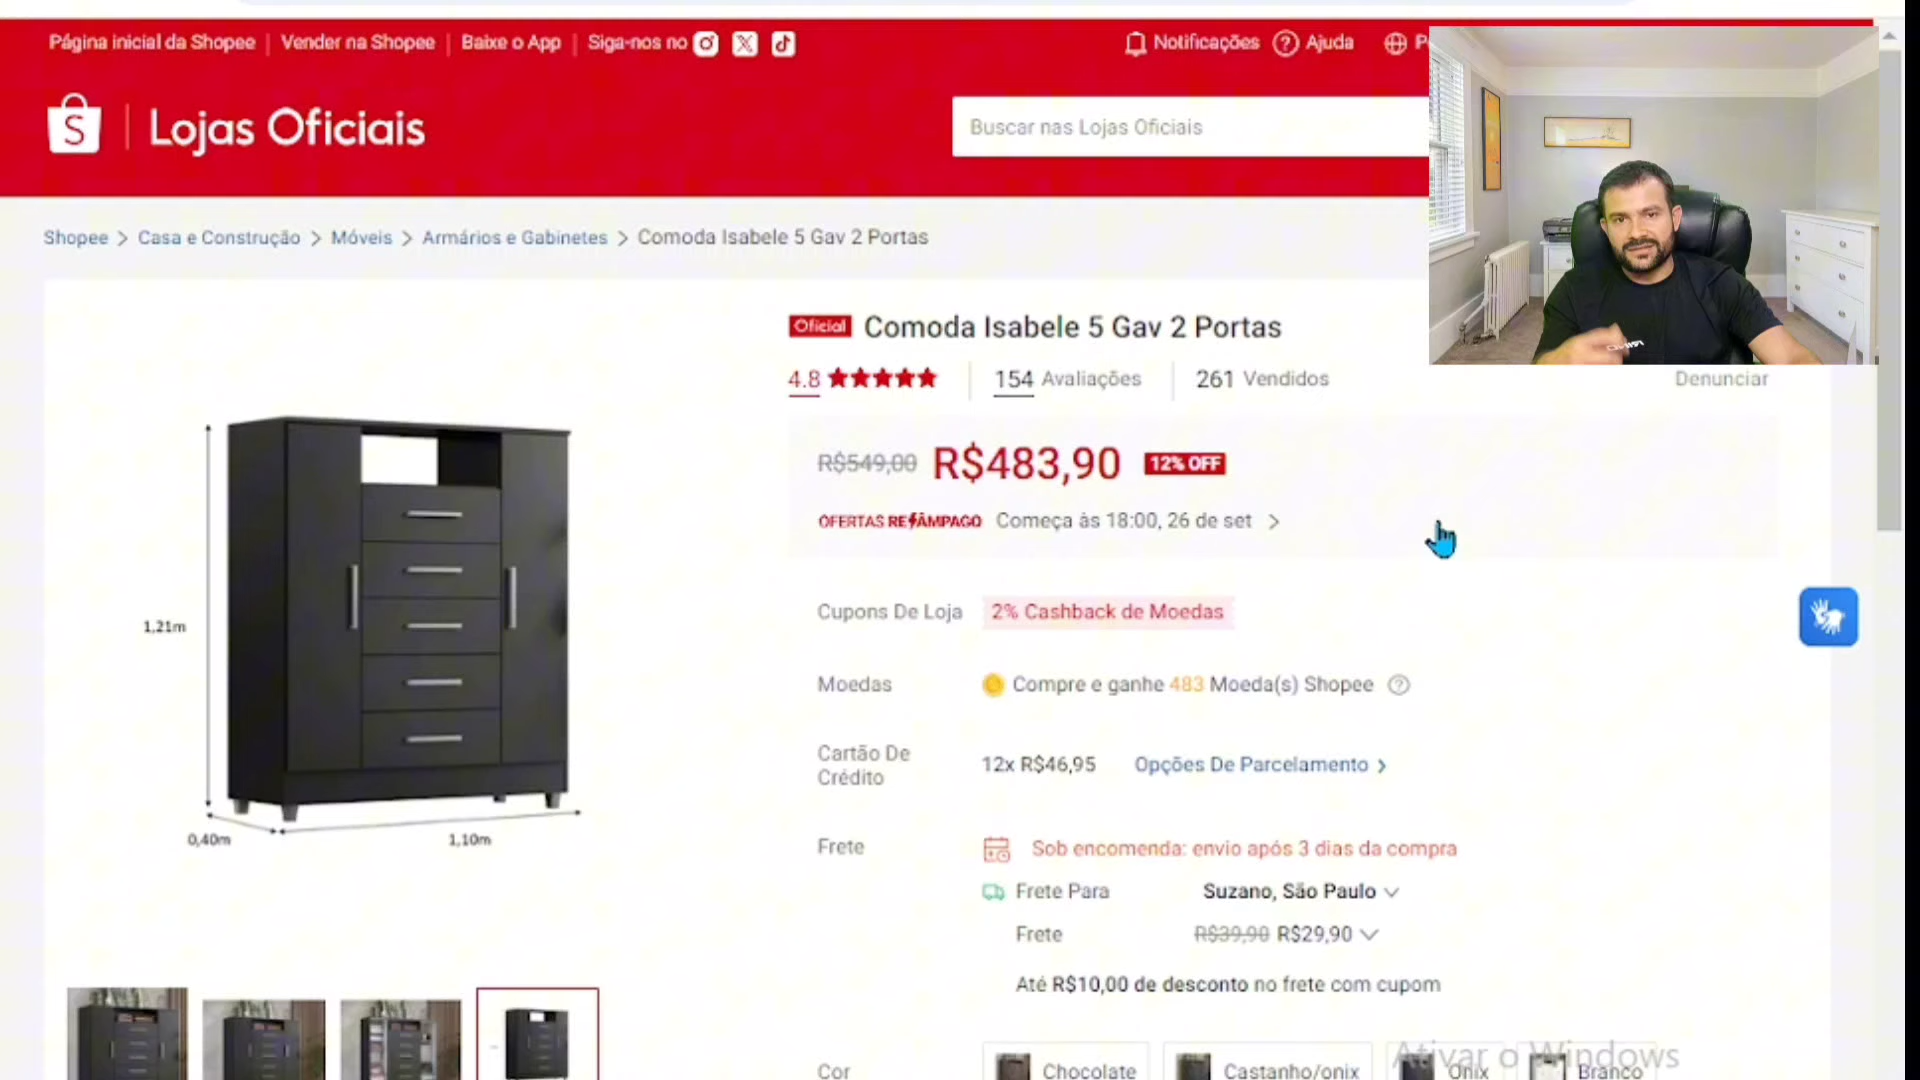 Página inicial da Shopee | Vender na Shopee | Baixe o App | Siga-nos no
Notificações
Ajuda
S | Lojas Oficiais
Buscar nas Lojas Oficiais
Shopee > Casa e Construção > Móveis > Armários e Gabinetes > Comoda Isabele 5 Gav 2 Portas
Oficial Comoda Isabele 5 Gav 2 Portas
4.8
154 Avaliações
261 Vendidos
Denunciar
R$549,00 R$483,90 12% OFF
OFERTAS RELÂMPAGO Começa às 18:00, 26 de set >
1,21m
0,40m
1,10m
Cupons De Loja 2% Cashback de Moedas
Moedas Compre e ganhe 483 Moeda(s) Shopee ?
Cartão De
Crédito
12x R$46,95 Opções De Parcelamento >
Frete Sob encomenda: envio após 3 dias da compra
Frete Para Suzano, São Paulo
Frete R$39,90 R$29,90
Até R$10,00 de desconto no frete com cupom
Cor Chocolate Castanho/onix Onix Branco
Ativar o Windows